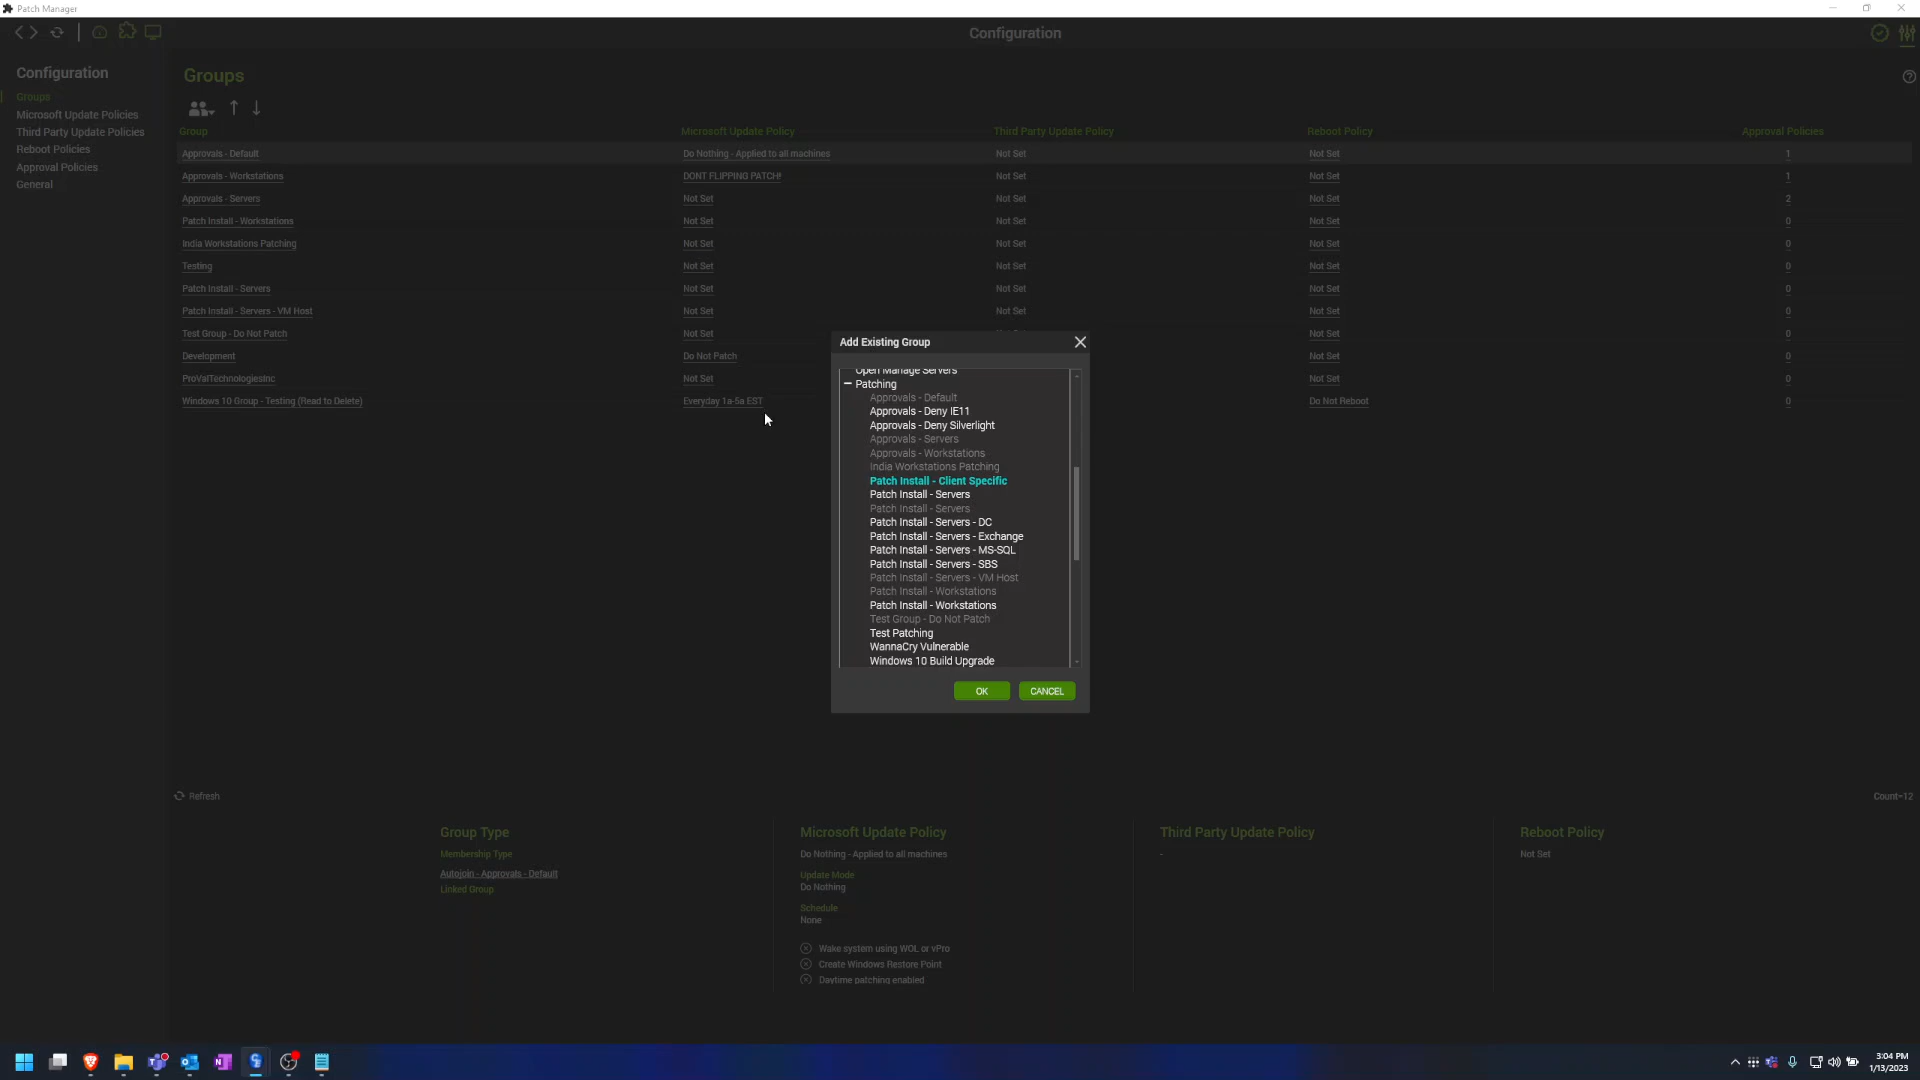 Patch Manager
Configuration
Configuration
Groups
Microsoft Update Policies
Third Party Update Policies
Reboot Policies
Approval Policies
General
Groups
Group Microsoft Update Policy Third Party Update Policy Reboot Policy Approval Policies
Approvals - Default Do Nothing - Applied to all machines Not Set Not Set 1
Approvals - Workstations DONT FLIPPING PATCH! Not Set Not Set 1
Approvals - Servers Not Set Not Set Not Set 2
Patch Install - Workstations Not Set Not Set Not Set 0
India Workstations Patching Not Set Not Set Not Set 0
Testing Not Set Not Set Not Set 0
Patch Install - Servers Not Set Not Set Not Set 0
Patch Install - Servers - VM Host Not Set Not Set Not Set 0
Test Group - Do Not Patch Not Set Not Set 0
Development Do Not Patch Not Set 0
ProValTechnologiesInc Not Set Not Set 0
Windows 10 Group - Testing (Read to Delete) Everyday 1a-5a EST Do Not Reboot 0
Add Existing Group
Open Manage Servers
Patching
Approvals - Default
Approvals - Deny IE11
Approvals - Deny Silverlight
Approvals - Servers
Approvals - Workstations
India Workstations Patching
Patch Install - Client Specific
Patch Install - Servers
Patch Install - Servers
Patch Install - Servers - DC
Patch Install - Servers - Exchange
Patch Install - Servers - MS-SQL
Patch Install - Servers - SBS
Patch Install - Servers - VM Host
Patch Install - Workstations
Patch Install - Workstations
Test Group - Do Not Patch
Test Patching
WannaCry Vulnerable
Windows 10 Build Upgrade
OK CANCEL
Refresh Count=12
Group Type
Membership Type
Autojoin - Approvals - Default
Linked Group
Microsoft Update Policy
Do Nothing - Applied to all machines
Update Mode
Do Nothing
Schedule
None
Wake system using WOL or vPro
Create Windows Restore Point
Daytime patching enabled
Third Party Update Policy
-
Reboot Policy
Not Set
3:04 PM
1/13/2023